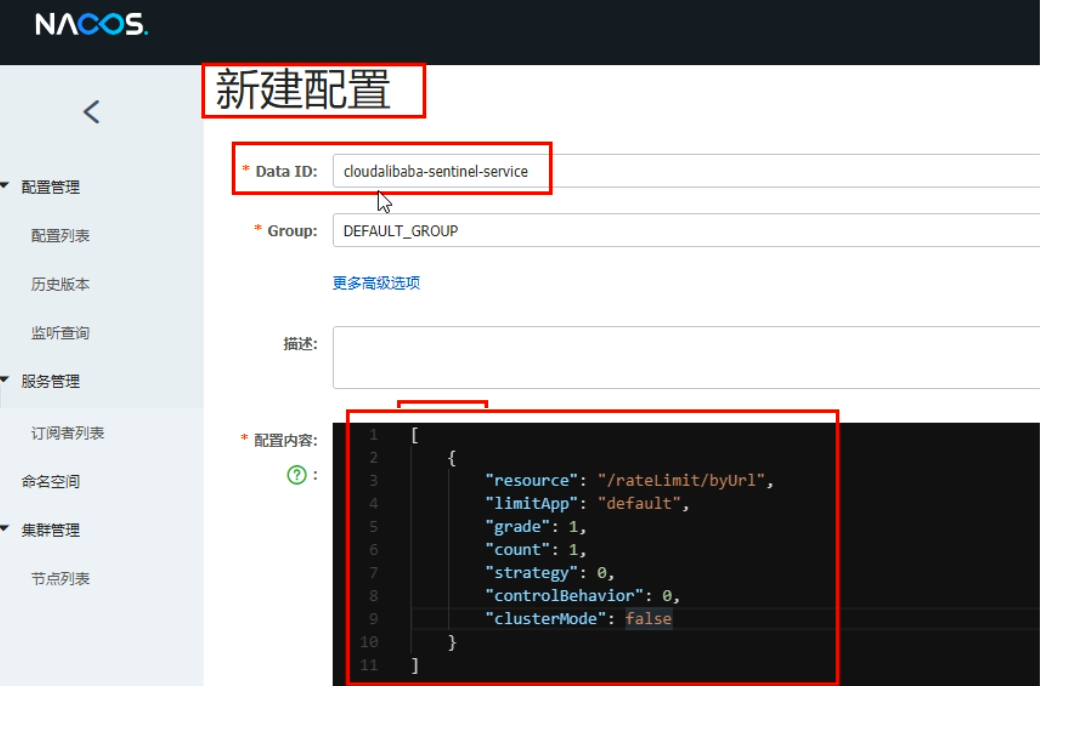 NACOS.
新建配置
配置管理
配置列表
历史版本
监听查询
服务管理
订阅者列表
命名空间
集群管理
节点列表
* Data ID: cloudalibaba-sentinel-service
* Group: DEFAULT_GROUP
更多高级选项
描述:
* 配置内容:
? :
1 [
2 {
3 "resource": "/rateLimit/byUrl",
4 "limitApp": "default",
5 "grade": 1,
6 "count": 1,
7 "strategy": 0,
8 "controlBehavior": 0,
9 "clusterMode": false
10 }
11 ]